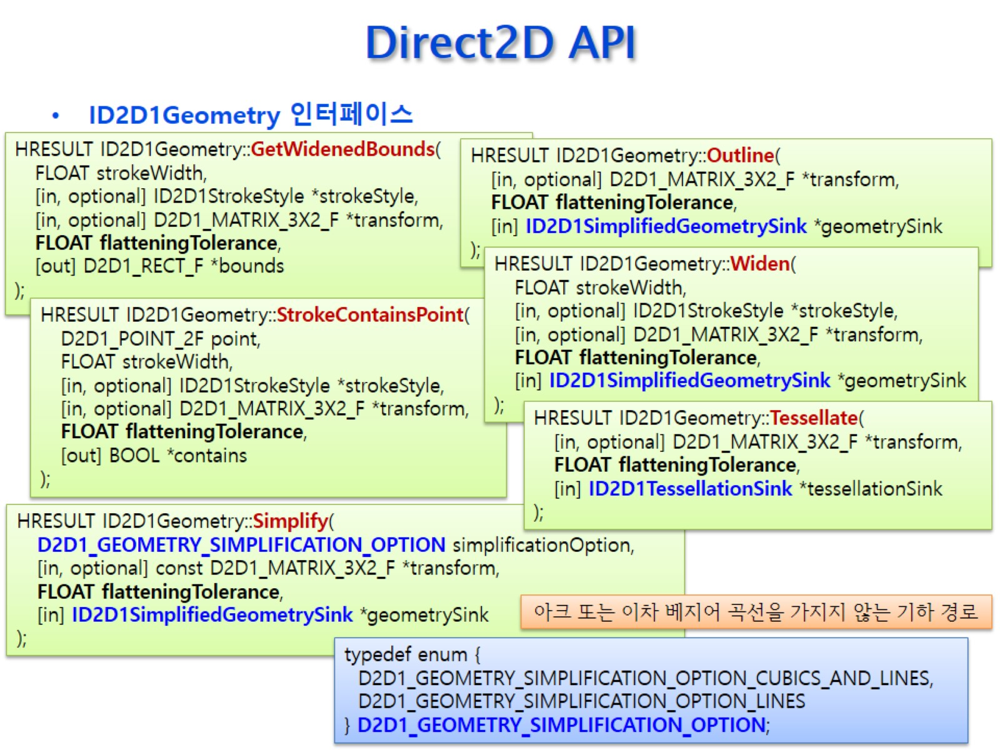 Direct2D API
• ID2D1Geometry 인터페이스
HRESULT ID2D1Geometry::GetWidenedBounds(
FLOAT strokeWidth,
[in, optional] ID2D1StrokeStyle *strokeStyle,
[in, optional] D2D1_MATRIX_3X2_F *transform,
FLOAT flatteningTolerance,
[out] D2D1_RECT_F *bounds
);
HRESULT ID2D1Geometry::StrokeContainsPoint(
D2D1_POINT_2F point,
FLOAT strokeWidth,
[in, optional] ID2D1StrokeStyle *strokeStyle,
[in, optional] D2D1_MATRIX_3X2_F *transform,
FLOAT flatteningTolerance,
[out] BOOL *contains
);
HRESULT ID2D1Geometry::Outline(
[in, optional] D2D1_MATRIX_3X2_F *transform,
FLOAT flatteningTolerance,
[in] ID2D1SimplifiedGeometrySink *geometrySink
);
HRESULT ID2D1Geometry::Widen(
FLOAT strokeWidth,
[in, optional] ID2D1StrokeStyle *strokeStyle,
[in, optional] D2D1_MATRIX_3X2_F *transform,
FLOAT flatteningTolerance,
[in] ID2D1SimplifiedGeometrySink *geometrySink
);
HRESULT ID2D1Geometry::Tessellate(
[in, optional] D2D1_MATRIX_3X2_F *transform,
FLOAT flatteningTolerance,
[in] ID2D1TessellationSink *tessellationSink
);
HRESULT ID2D1Geometry::Simplify(
D2D1_GEOMETRY_SIMPLIFICATION_OPTION simplificationOption,
[in, optional] const D2D1_MATRIX_3X2_F *transform,
FLOAT flatteningTolerance,
[in] ID2D1SimplifiedGeometrySink *geometrySink
);
아크 또는 이차 베지어 곡선을 가지지 않는 기하 경로
typedef enum {
D2D1_GEOMETRY_SIMPLIFICATION_OPTION_CUBICS_AND_LINES,
D2D1_GEOMETRY_SIMPLIFICATION_OPTION_LINES
} D2D1_GEOMETRY_SIMPLIFICATION_OPTION;